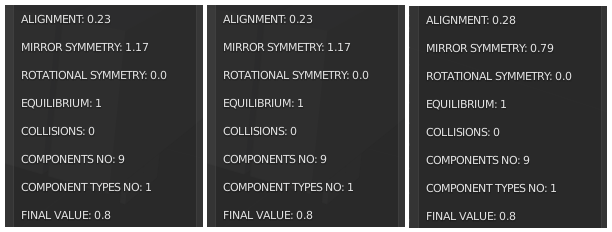 ALIGNMENT: 0.23
MIRROR SYMMETRY: 1.17
ROTATIONAL SYMMETRY: 0.0
EQUILIBRIUM: 1
COLLISIONS: 0
COMPONENTS NO: 9
COMPONENT TYPES NO: 1
FINAL VALUE: 0.8
ALIGNMENT: 0.23
MIRROR SYMMETRY: 1.17
ROTATIONAL SYMMETRY: 0.0
EQUILIBRIUM: 1
COLLISIONS: 0
COMPONENTS NO: 9
COMPONENT TYPES NO: 1
FINAL VALUE: 0.8
ALIGNMENT: 0.28
MIRROR SYMMETRY: 0.79
ROTATIONAL SYMMETRY: 0.0
EQUILIBRIUM: 1
COLLISIONS: 0
COMPONENTS NO: 9
COMPONENT TYPES NO: 1
FINAL VALUE: 0.8